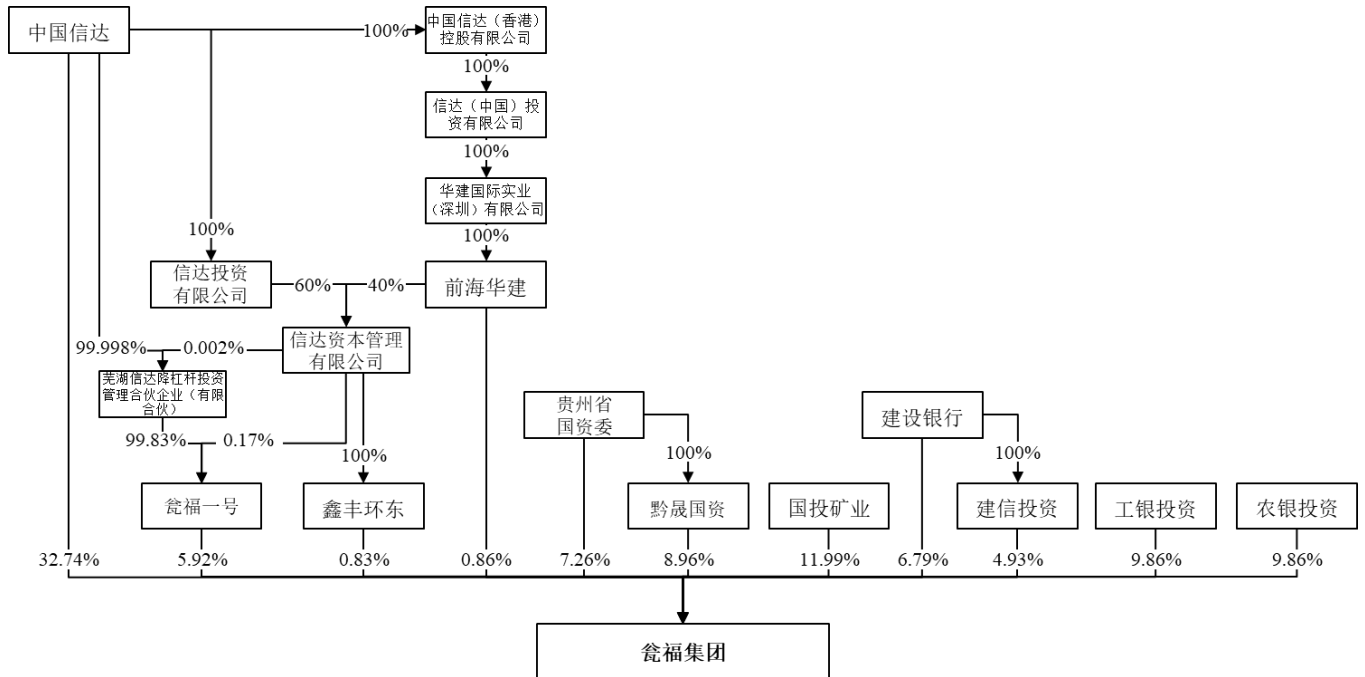 中国信达
100%
中国信达（香港）
控股有限公司
100%
信达（中国）投
资有限公司
100%
华建国际实业
（深圳）有限公司
100%
100%
信达投资
有限公司
60%
40%
前海华建
信达资本管理
有限公司
99.998%
0.002%
芜湖信达降杠杆投资
管理合伙企业（有限
合伙）
99.83%
0.17%
100%
贵州省
国资委
100%
建设银行
100%
瓮福一号
鑫丰环东
黔晟国资
国投矿业
建信投资
工银投资
农银投资
32.74%
5.92%
0.83%
0.86%
7.26%
8.96%
11.99%
6.79%
4.93%
9.86%
9.86%
瓮福集团